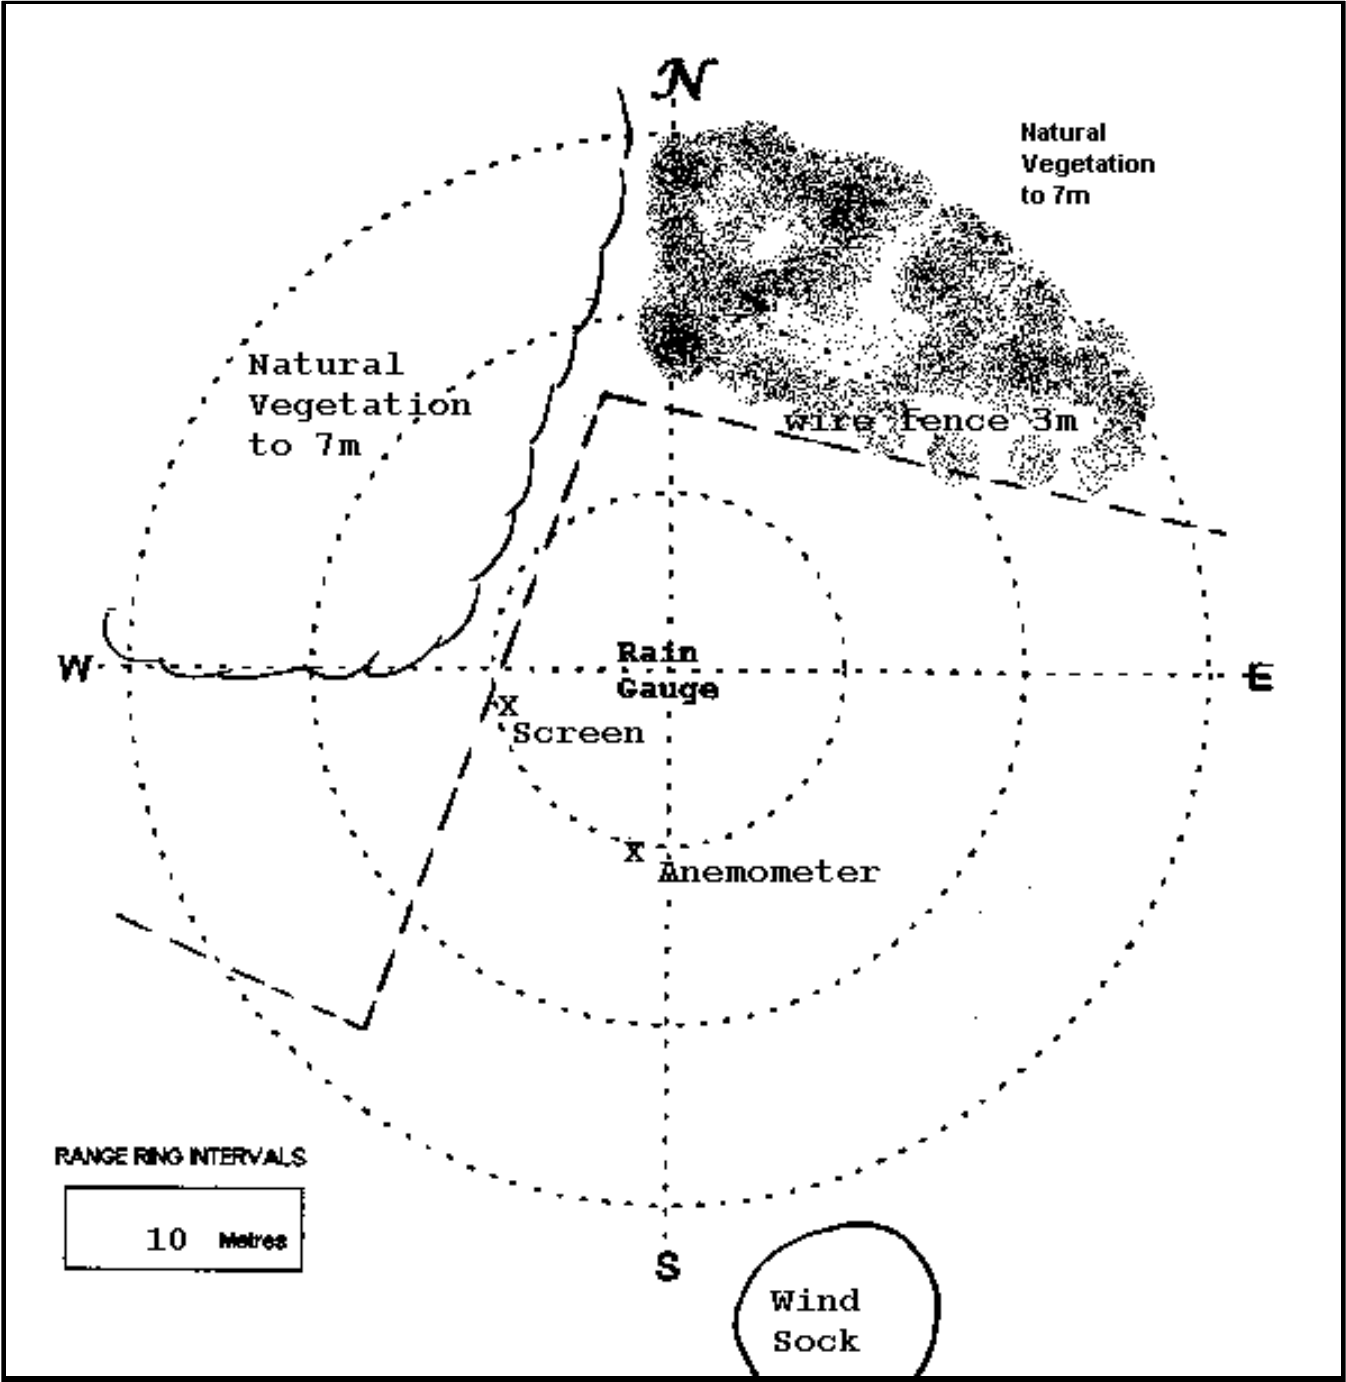 N
Natural
Vegetation
to 7m
Natural
Vegetation
to 7m
wire fence 3m
W
Rain
Gauge
E
X
Screen
X
Anemometer
RANGE RING INTERVALS
10 Metres
S
Wind
Sock